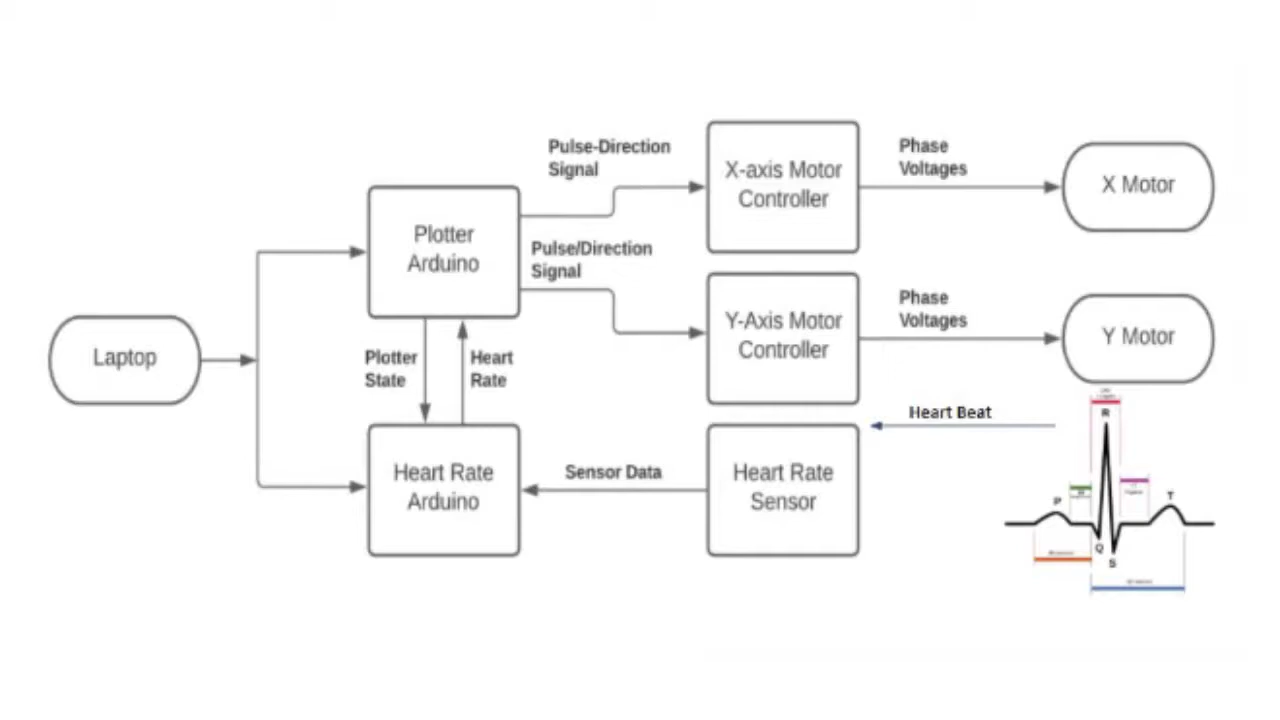 Pulse-Direction
Signal
X-axis Motor
Controller
Phase
Voltages
X Motor
Plotter
Arduino
Pulse/Direction
Signal
Y-Axis Motor
Controller
Phase
Voltages
Y Motor
Laptop
Plotter
State
Heart
Rate
Heart Rate
Arduino
Sensor Data
Heart Rate
Sensor
Heart Beat
R
P
T
Q
S